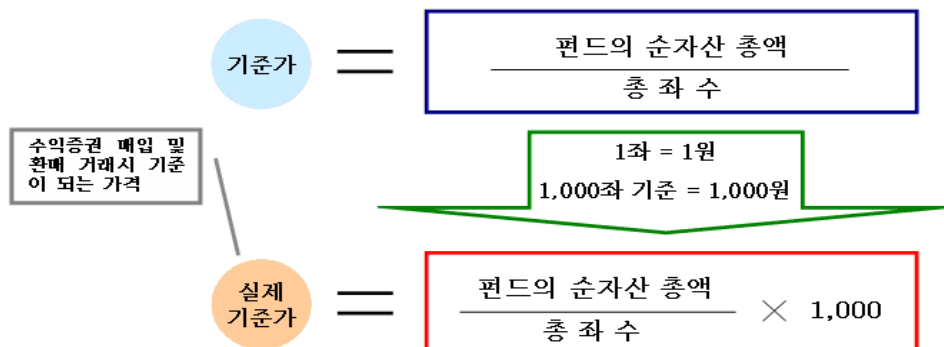 기준가
펀드의 순자산 총액
총 좌 수
수익증권 매입 및
환매 거래시 기준
이 되는 가격
1좌 = 1원
1,000좌 기준 = 1,000원
실제
기준가
펀드의 순자산 총액
총 좌 수
× 1,000